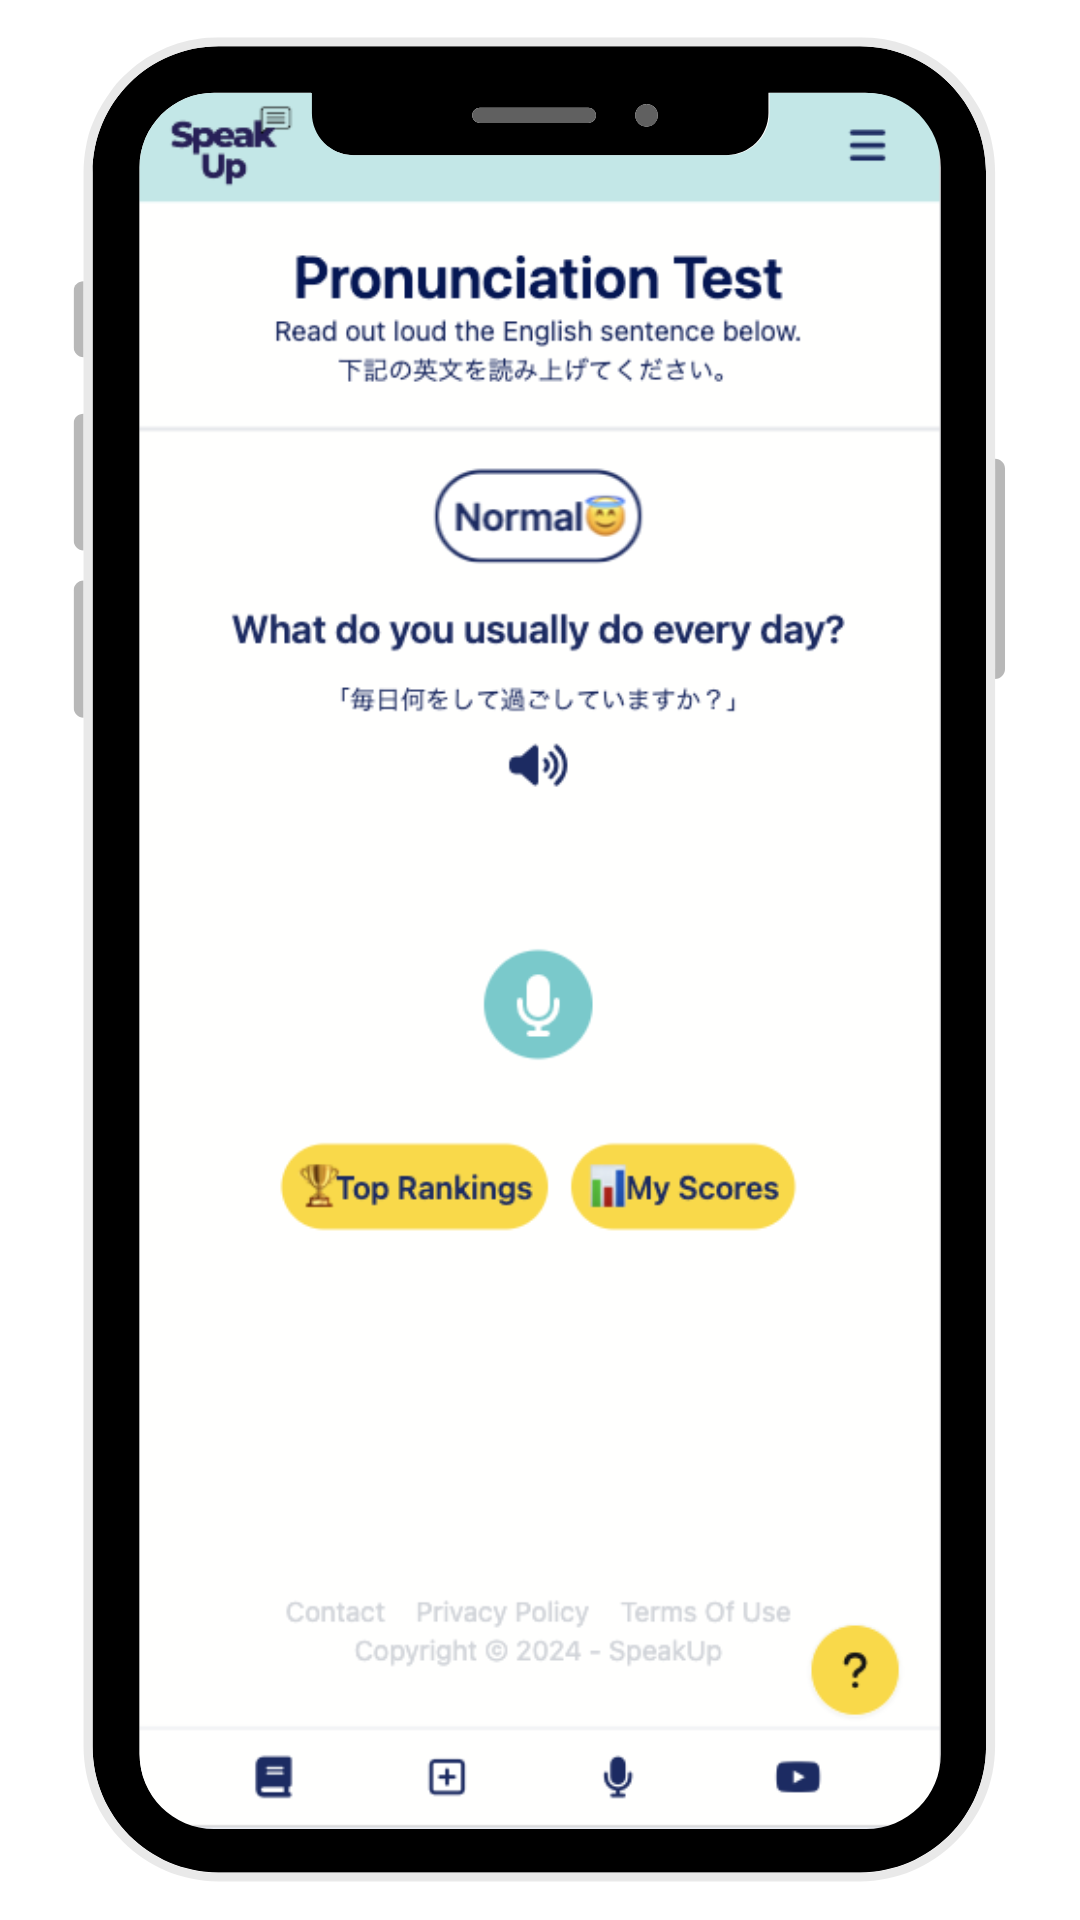 Speak
Up
Pronunciation Test
Read out loud the English sentence below.
下記の英文を読み上げてください。
Normal😇
What do you usually do every day?
「毎日何をして過ごしていますか？」
🏆Top Rankings
📊My Scores
Contact Privacy Policy Terms Of Use
Copyright © 2024 - SpeakUp
?